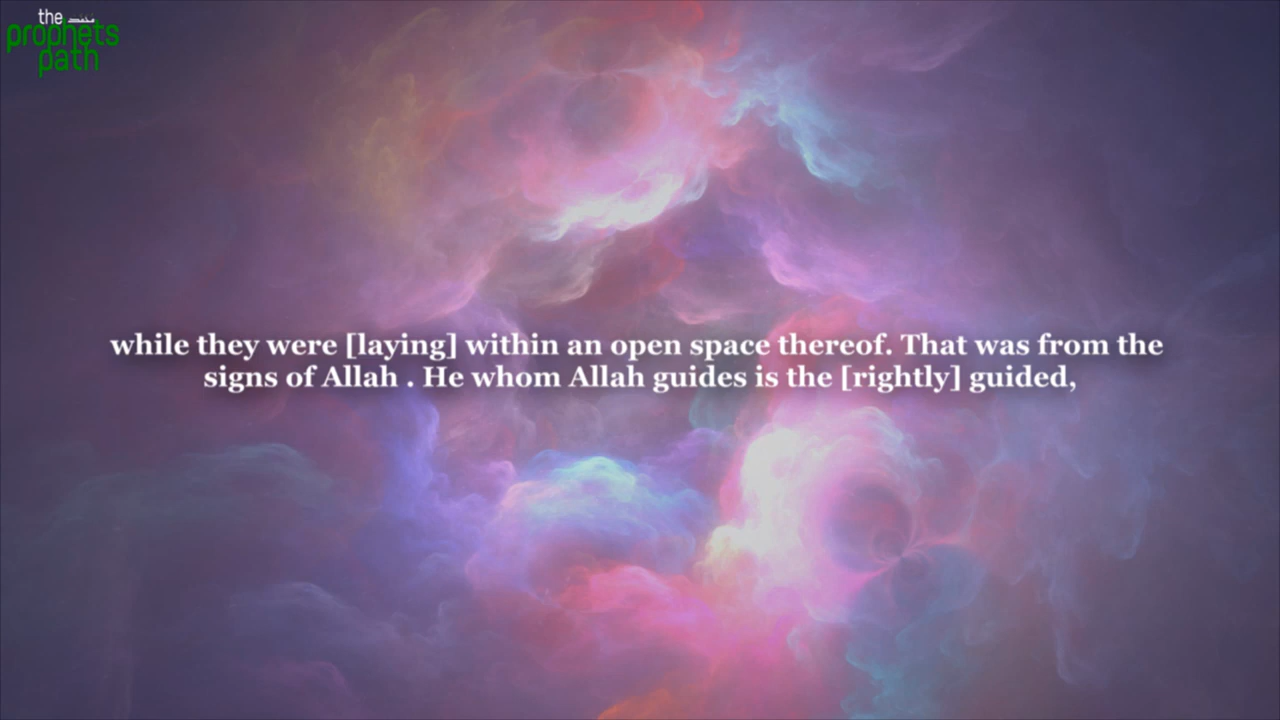 the محمد
prophets
path
while they were [laying] within an open space thereof. That was from the
signs of Allah . He whom Allah guides is the [rightly] guided,